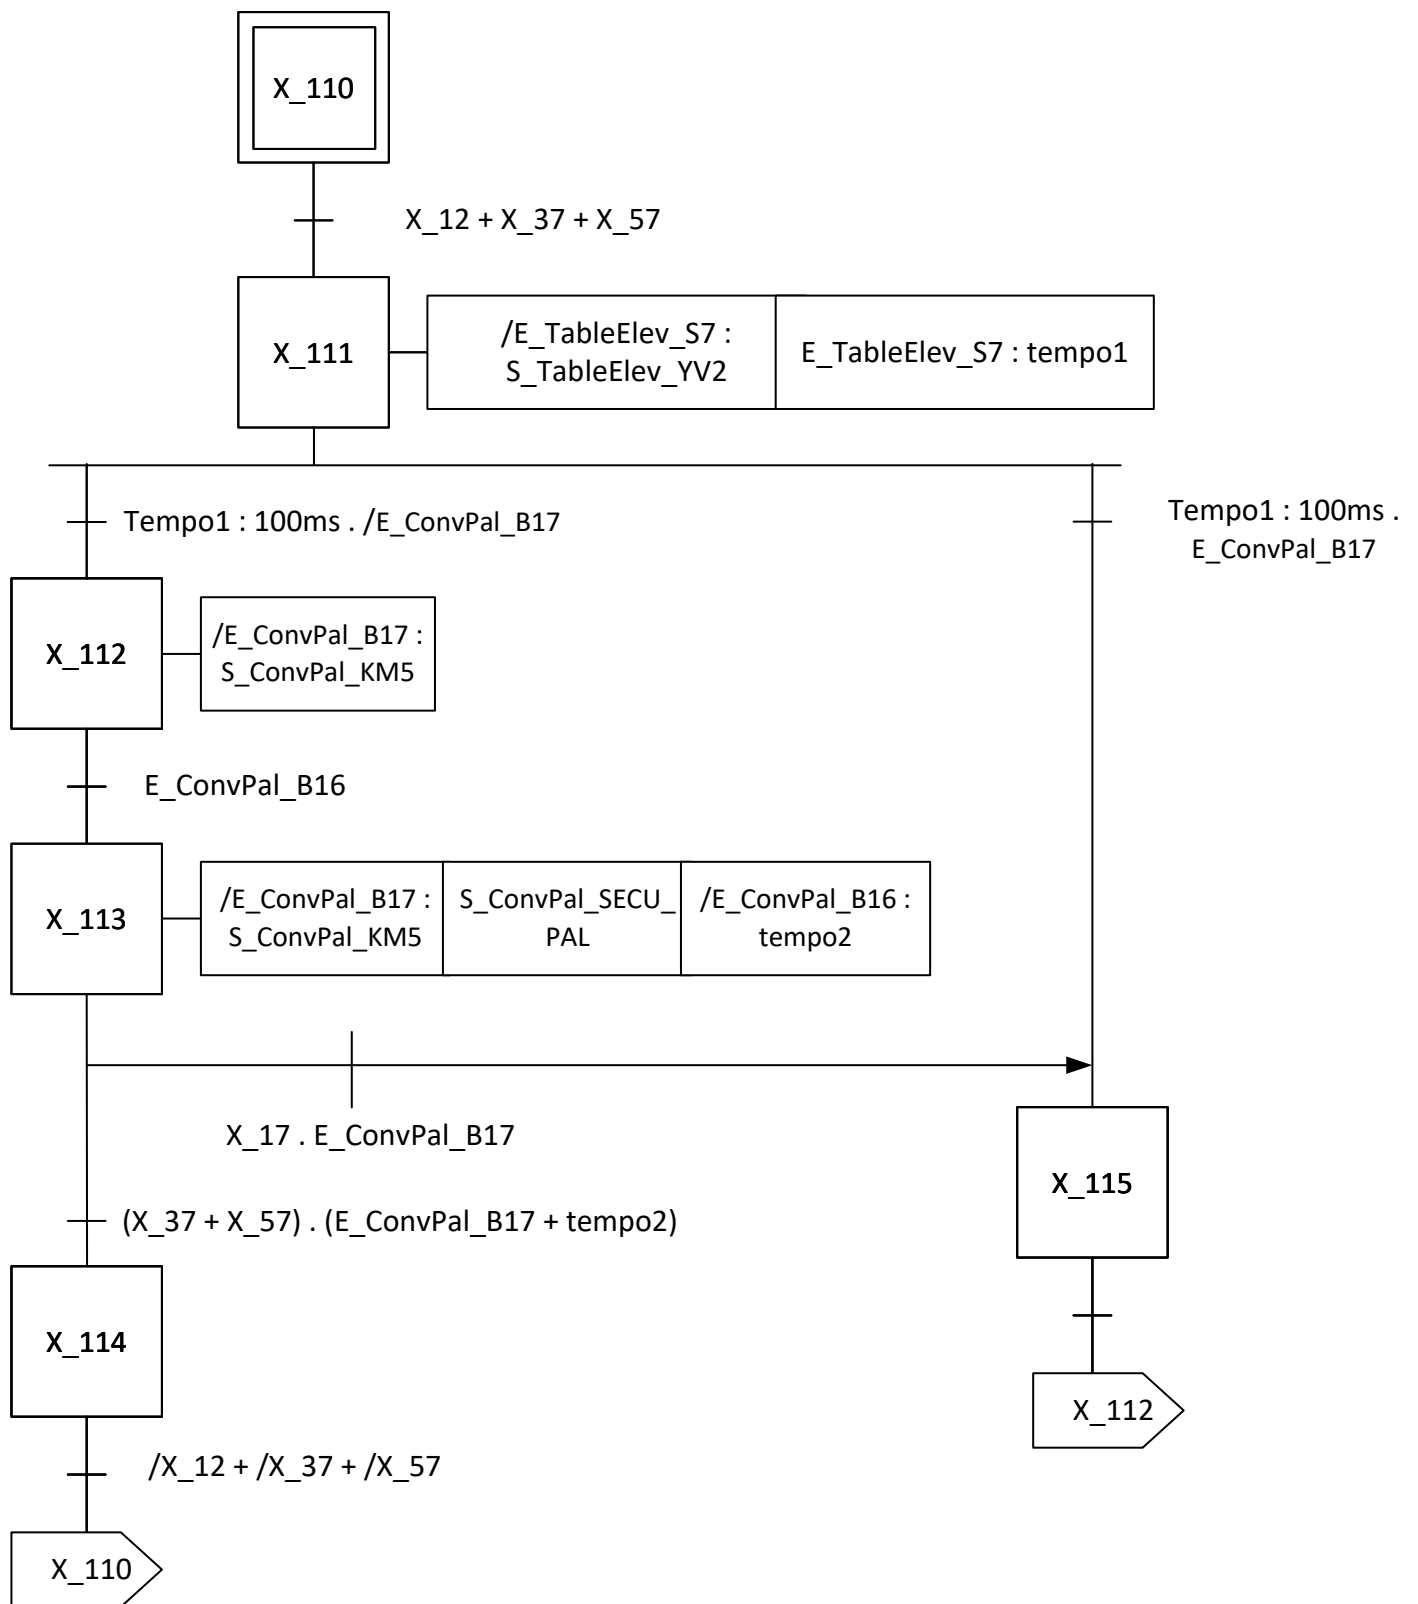 X_110
X_12 + X_37 + X_57
X_111
/E_TableElev_S7 :
S_TableElev_YV2
E_TableElev_S7 : tempo1
Tempo1 : 100ms . /E_ConvPal_B17
Tempo1 : 100ms .
E_ConvPal_B17
X_112
/E_ConvPal_B17 :
S_ConvPal_KM5
E_ConvPal_B16
X_113
/E_ConvPal_B17 :
S_ConvPal_KM5
S_ConvPal_SECU_
PAL
/E_ConvPal_B16 :
tempo2
X_17 . E_ConvPal_B17
X_115
(X_37 + X_57) . (E_ConvPal_B17 + tempo2)
X_114
X_112
/X_12 + /X_37 + /X_57
X_110